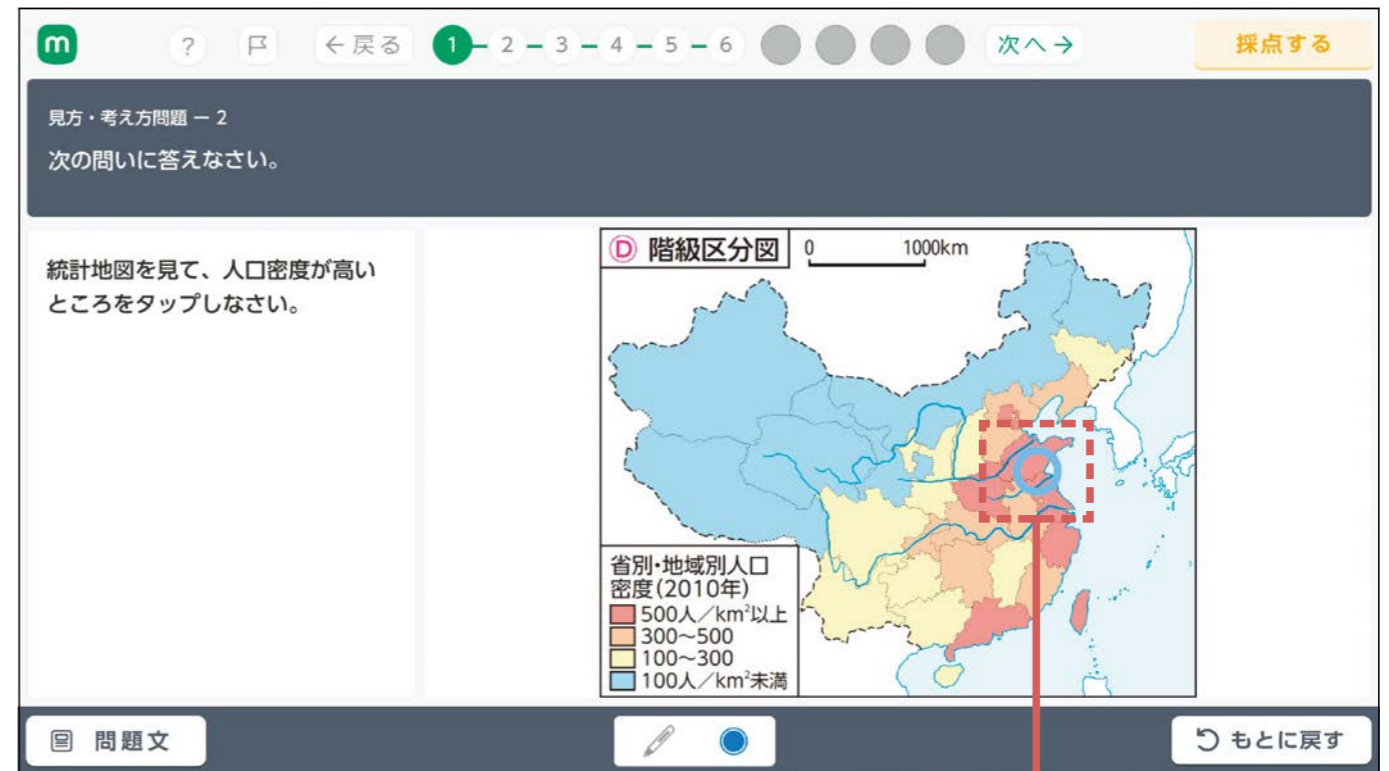 m ? ←戻る 1 2 3 4 5 6 次へ→ 採点する
見方・考え方問題 ー 2
次の問いに答えなさい。
統計地図を見て、人口密度が高い
ところをタップしなさい。
D 階級区分図 0 1000km
省別・地域別人口
密度(2010年)
500人/km²以上
300~500
100~300
100人/km²未満
問題文
もとに戻す